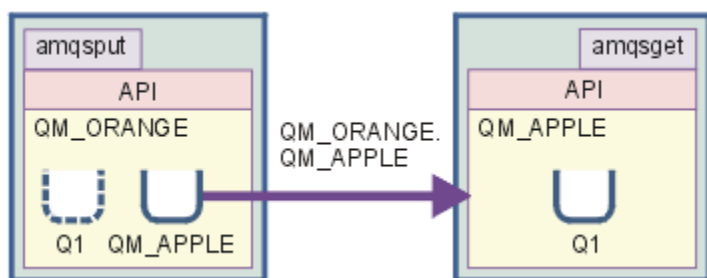 amqsput
API
QM_ORANGE
Q1
QM_APPLE
QM_ORANGE.
QM_APPLE
amqsget
API
QM_APPLE
Q1